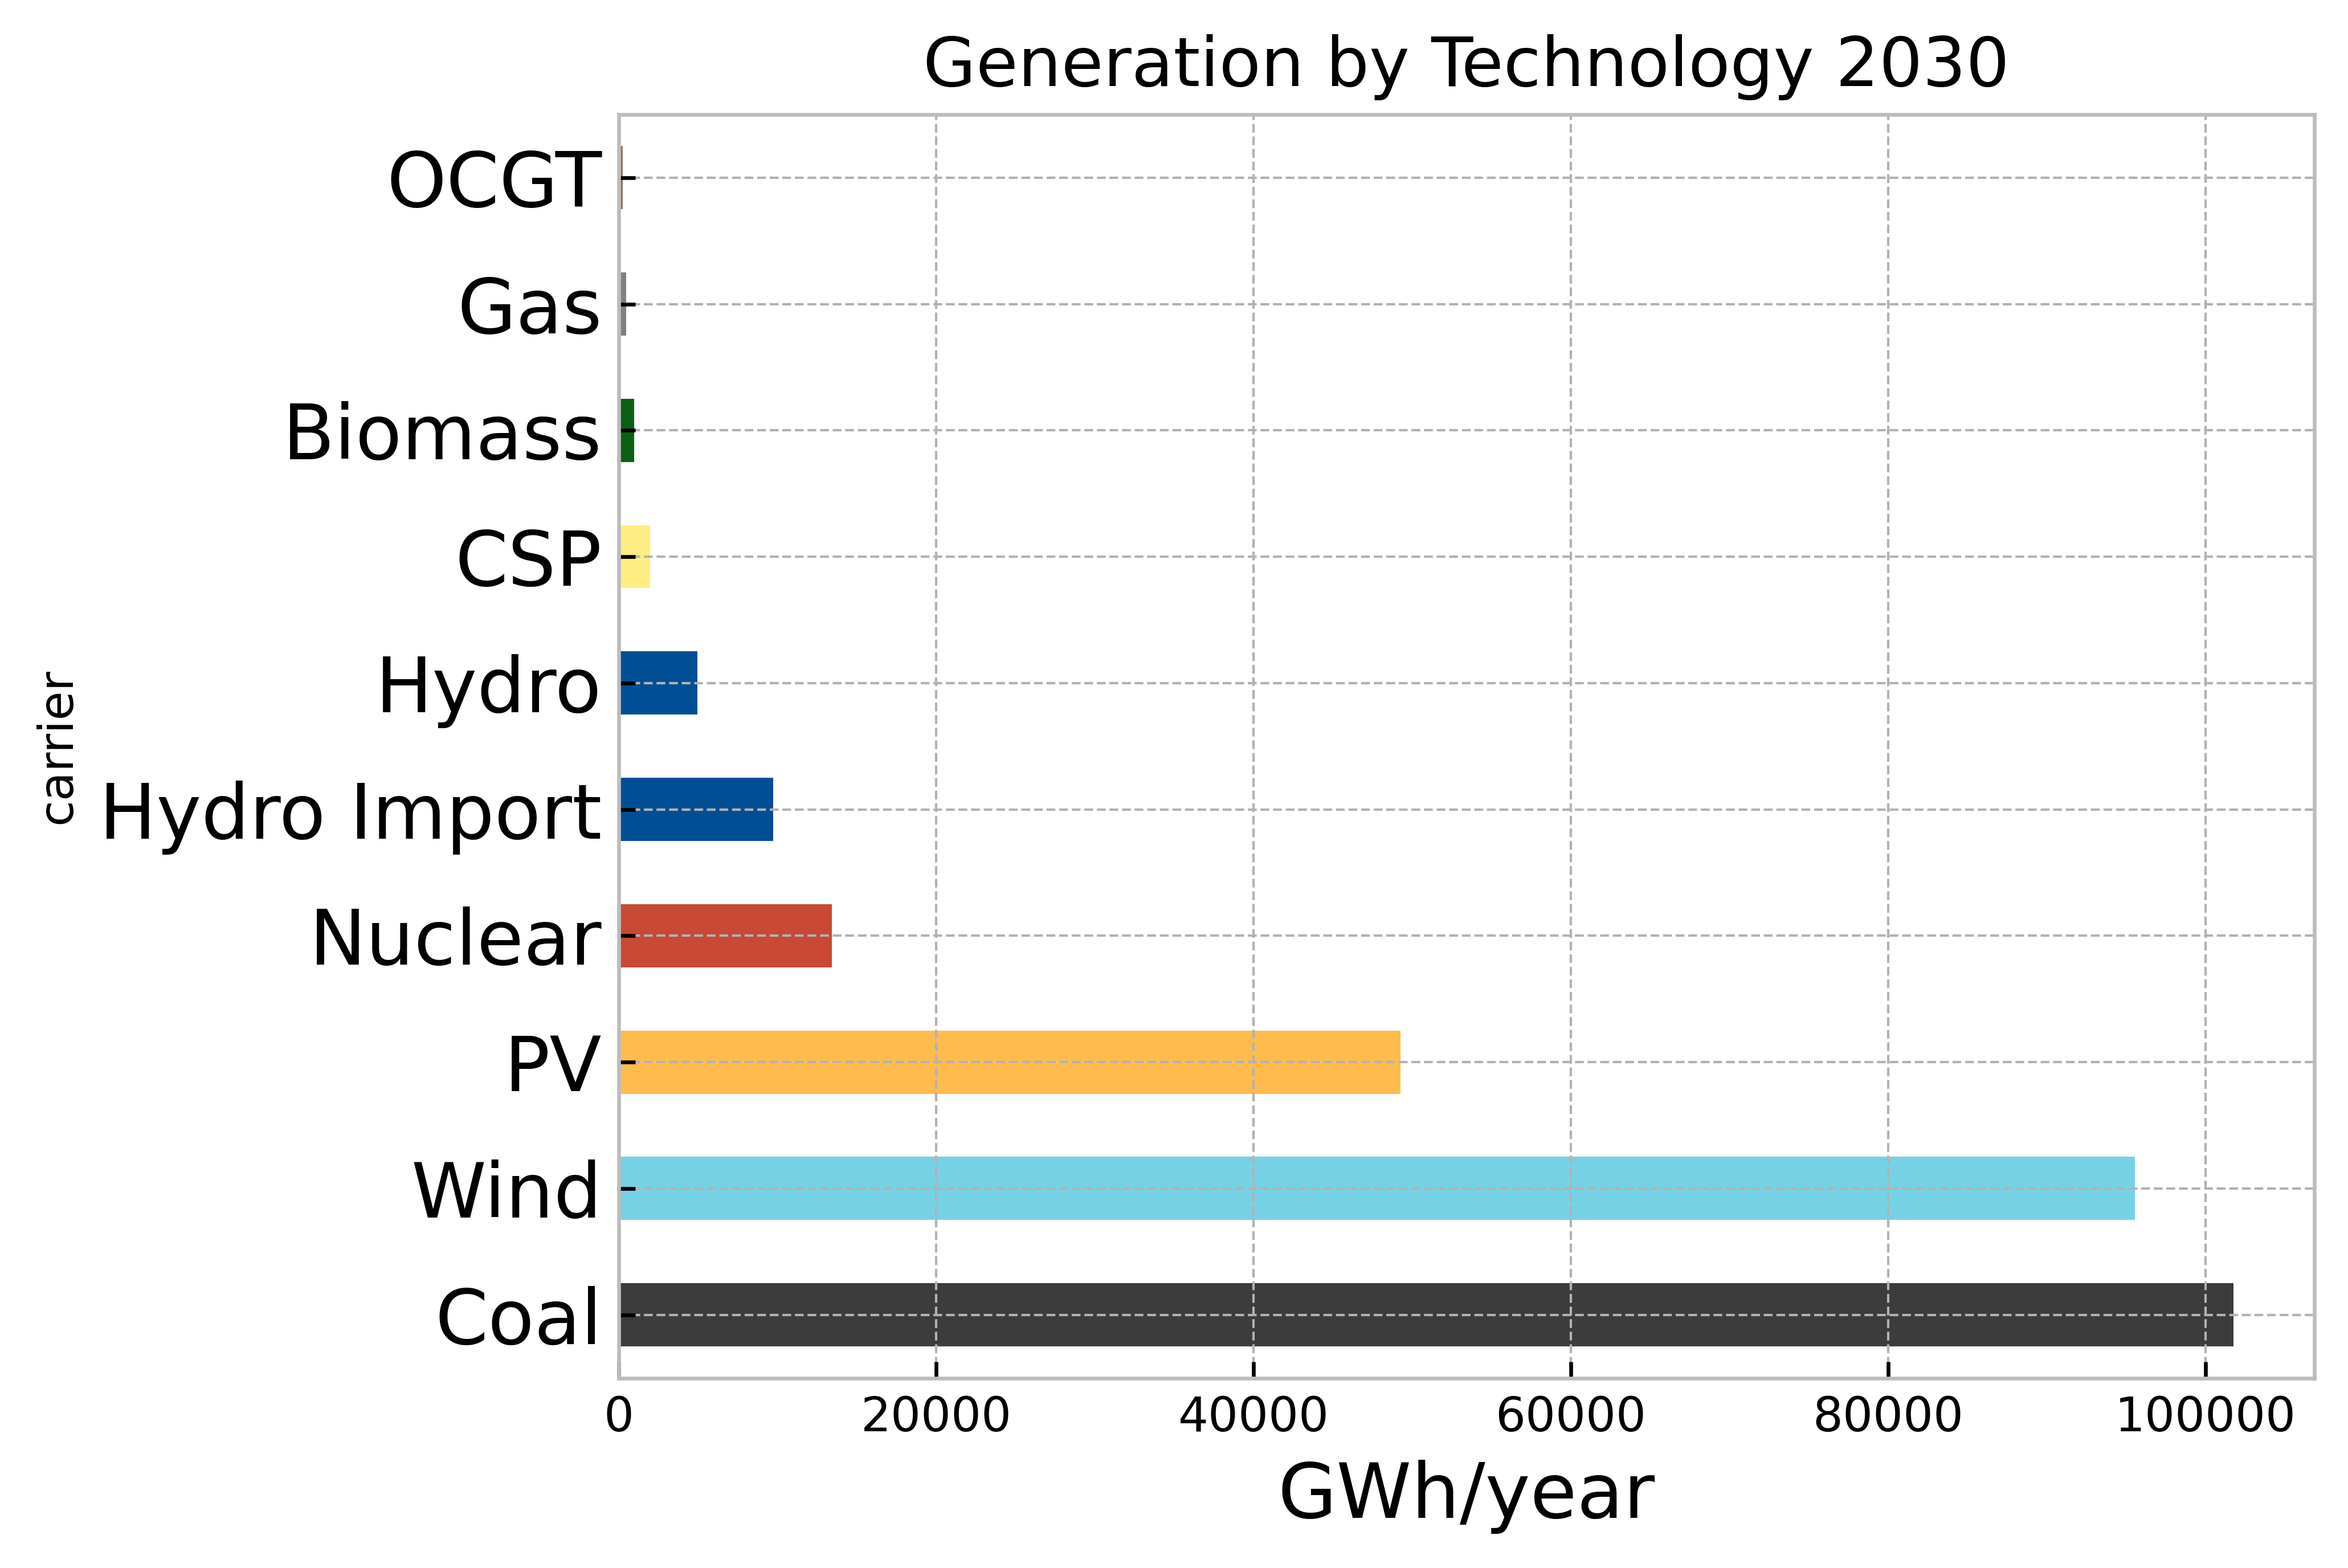 Generation by Technology 2030
OCGT
Gas
Biomass
CSP
Hydro
Hydro Import
Nuclear
PV
Wind
Coal
carrier
0 20000 40000 60000 80000 100000
GWh/year